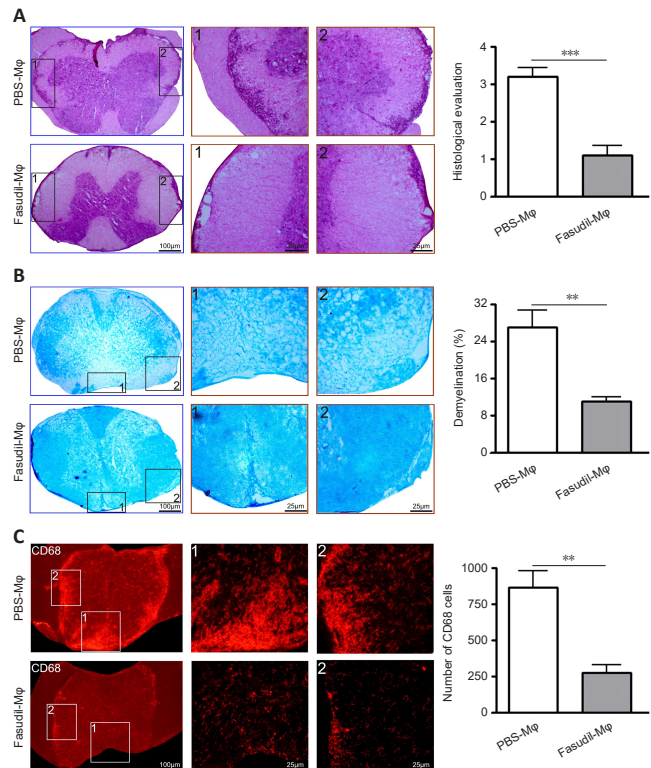 A
PBS-Mφ
1
2
1
2
Fasudil-Mφ
1
2
100μm
1
25μm
2
25μm
Histological evaluation
4
3
2
1
0
***
PBS-Mφ
Fasudil-Mφ
B
PBS-Mφ
1
2
1
2
Fasudil-Mφ
1
2
100μm
1
25μm
2
25μm
Demyelination (%)
32
24
16
8
0
**
PBS-Mφ
Fasudil-Mφ
C
PBS-Mφ
CD68
2
1
1
2
Fasudil-Mφ
CD68
2
1
100μm
25μm
2
25μm
Number of CD68 cells
1000
750
500
250
0
**
PBS-Mφ
Fasudil-Mφ